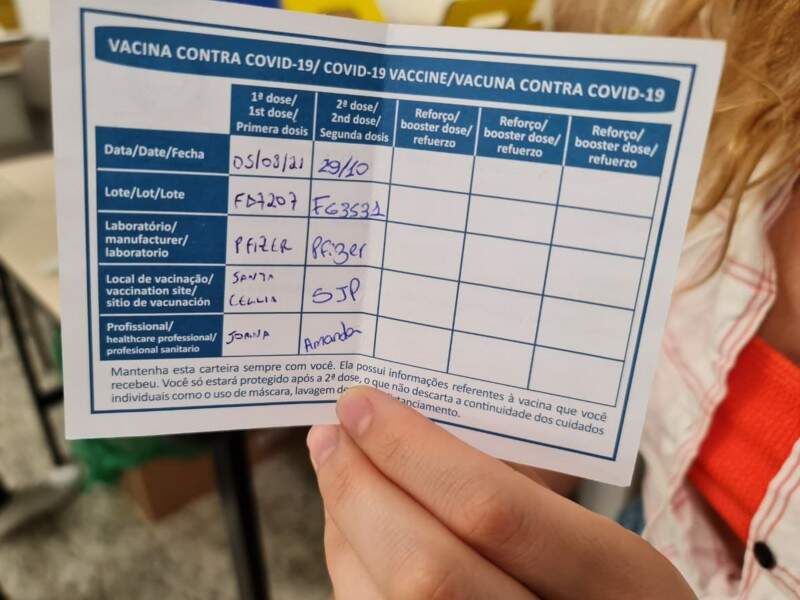 VACINA CONTRA COVID-19/ COVID-19 VACCINE/VACUNA CONTRA COVID-19
1ª dose/
1st dose/
Primera dosis
2ª dose/
2nd dose/
Segunda dosis
Reforço/
booster dose/
refuerzo
Reforço/
booster dose/
refuerzo
Reforço/
booster dose/
refuerzo
Data/Date/Fecha
05/08/21
29/10
Lote/Lot/Lote
FD7207
FG3531
Laboratório/
manufacturer/
laboratorio
PFIZER
Pfizer
Local de vacinação/
vaccination site/
sitio de vacunación
SANTA
SJP
Profissional/
healthcare professional/
profesional sanitario
Amanda
Mantenha esta carteira sempre com você. Ela possui informações referentes à vacina que você
recebeu. Você só estará protegido após a 2ª dose, o que não descarta a continuidade dos cuidados
individuais como o uso de máscara, lavagem de